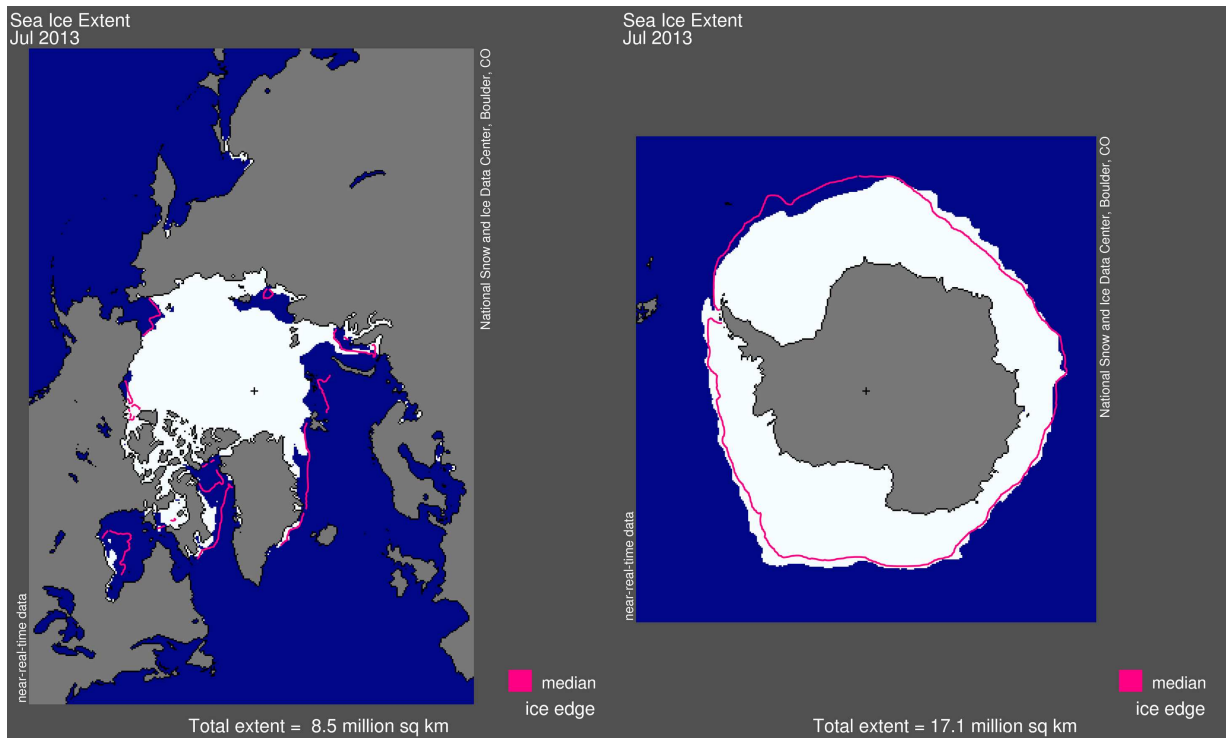 Sea Ice Extent
Jul 2013
National Snow and Ice Data Center, Boulder, CO
near-real-time data
median
ice edge
Total extent = 8.5 million sq km
Sea Ice Extent
Jul 2013
National Snow and Ice Data Center, Boulder, CO
near-real-time data
median
ice edge
Total extent = 17.1 million sq km